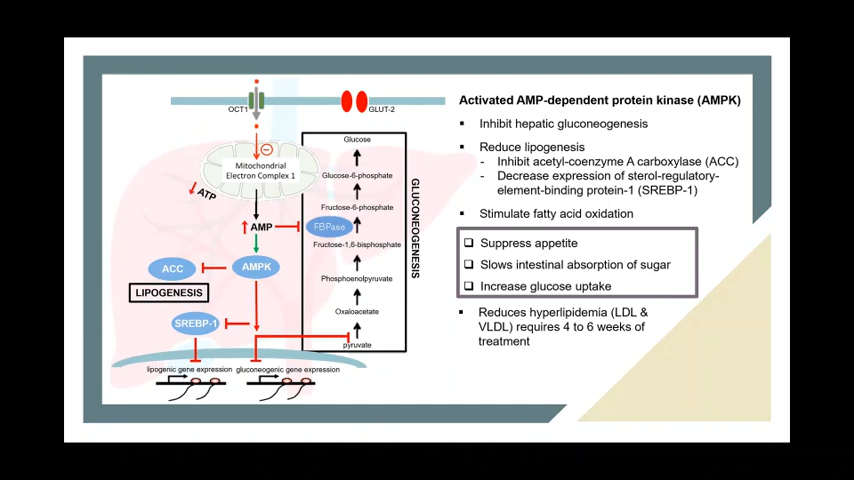 OCT1
GLUT-2
Mitochondrial
Electron Complex 1
ATP
AMP
FBPase
AMPK
ACC
LIPOGENESIS
SREBP-1
lipogenic gene expression
gluconeogenic gene expression
Glucose
Glucose-6-phosphate
Fructose-6-phosphate
Fructose-1,6-bisphosphate
Phosphoenolpyruvate
Oxaloacetate
pyruvate
GLUCONEOGENESIS
Activated AMP-dependent protein kinase (AMPK)
▪ Inhibit hepatic gluconeogenesis
▪ Reduce lipogenesis
- Inhibit acetyl-coenzyme A carboxylase (ACC)
- Decrease expression of sterol-regulatory-
element-binding protein-1 (SREBP-1)
▪ Stimulate fatty acid oxidation
❑ Suppress appetite
❑ Slows intestinal absorption of sugar
❑ Increase glucose uptake
▪ Reduces hyperlipidemia (LDL &
VLDL) requires 4 to 6 weeks of
treatment